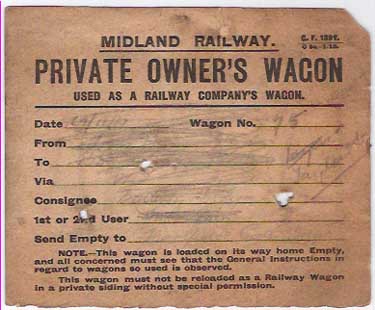 MIDLAND RAILWAY.
PRIVATE OWNER'S WAGON
USED AS A RAILWAY COMPANY'S WAGON.
Date Wagon No. 95
From
To
Via
Consignee
1st or 2nd User
Send Empty to
NOTE.—This wagon is loaded on its way home Empty,
and all concerned must see that the General Instructions in
regard to wagons so used is observed.
This wagon must not be reloaded as a Railway Wagon
in a private siding without special permission.